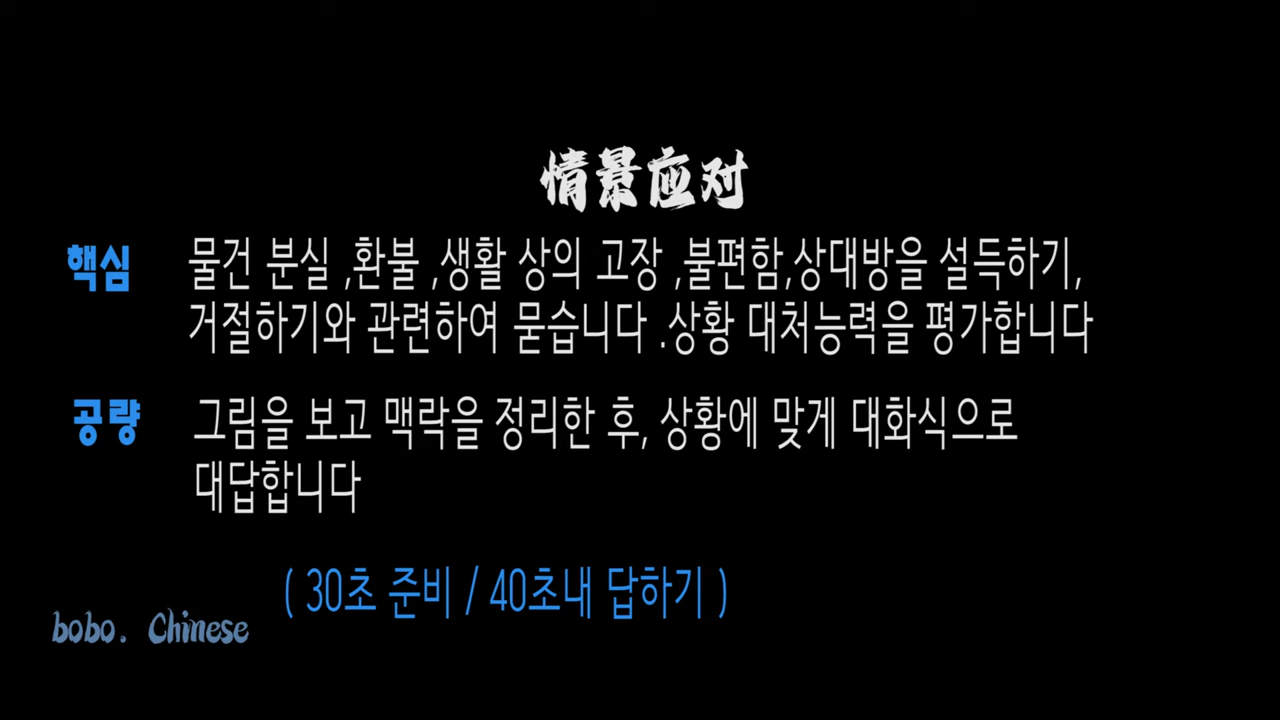 情景应对
핵심 물건 분실 ,환불 ,생활 상의 고장 ,불편함,상대방을 설득하기,
거절하기와 관련하여 묻습니다 .상황 대처능력을 평가합니다
공량 그림을 보고 맥락을 정리한 후, 상황에 맞게 대화식으로
대답합니다
( 30초 준비 / 40초내 답하기 )
bobo. Chinese